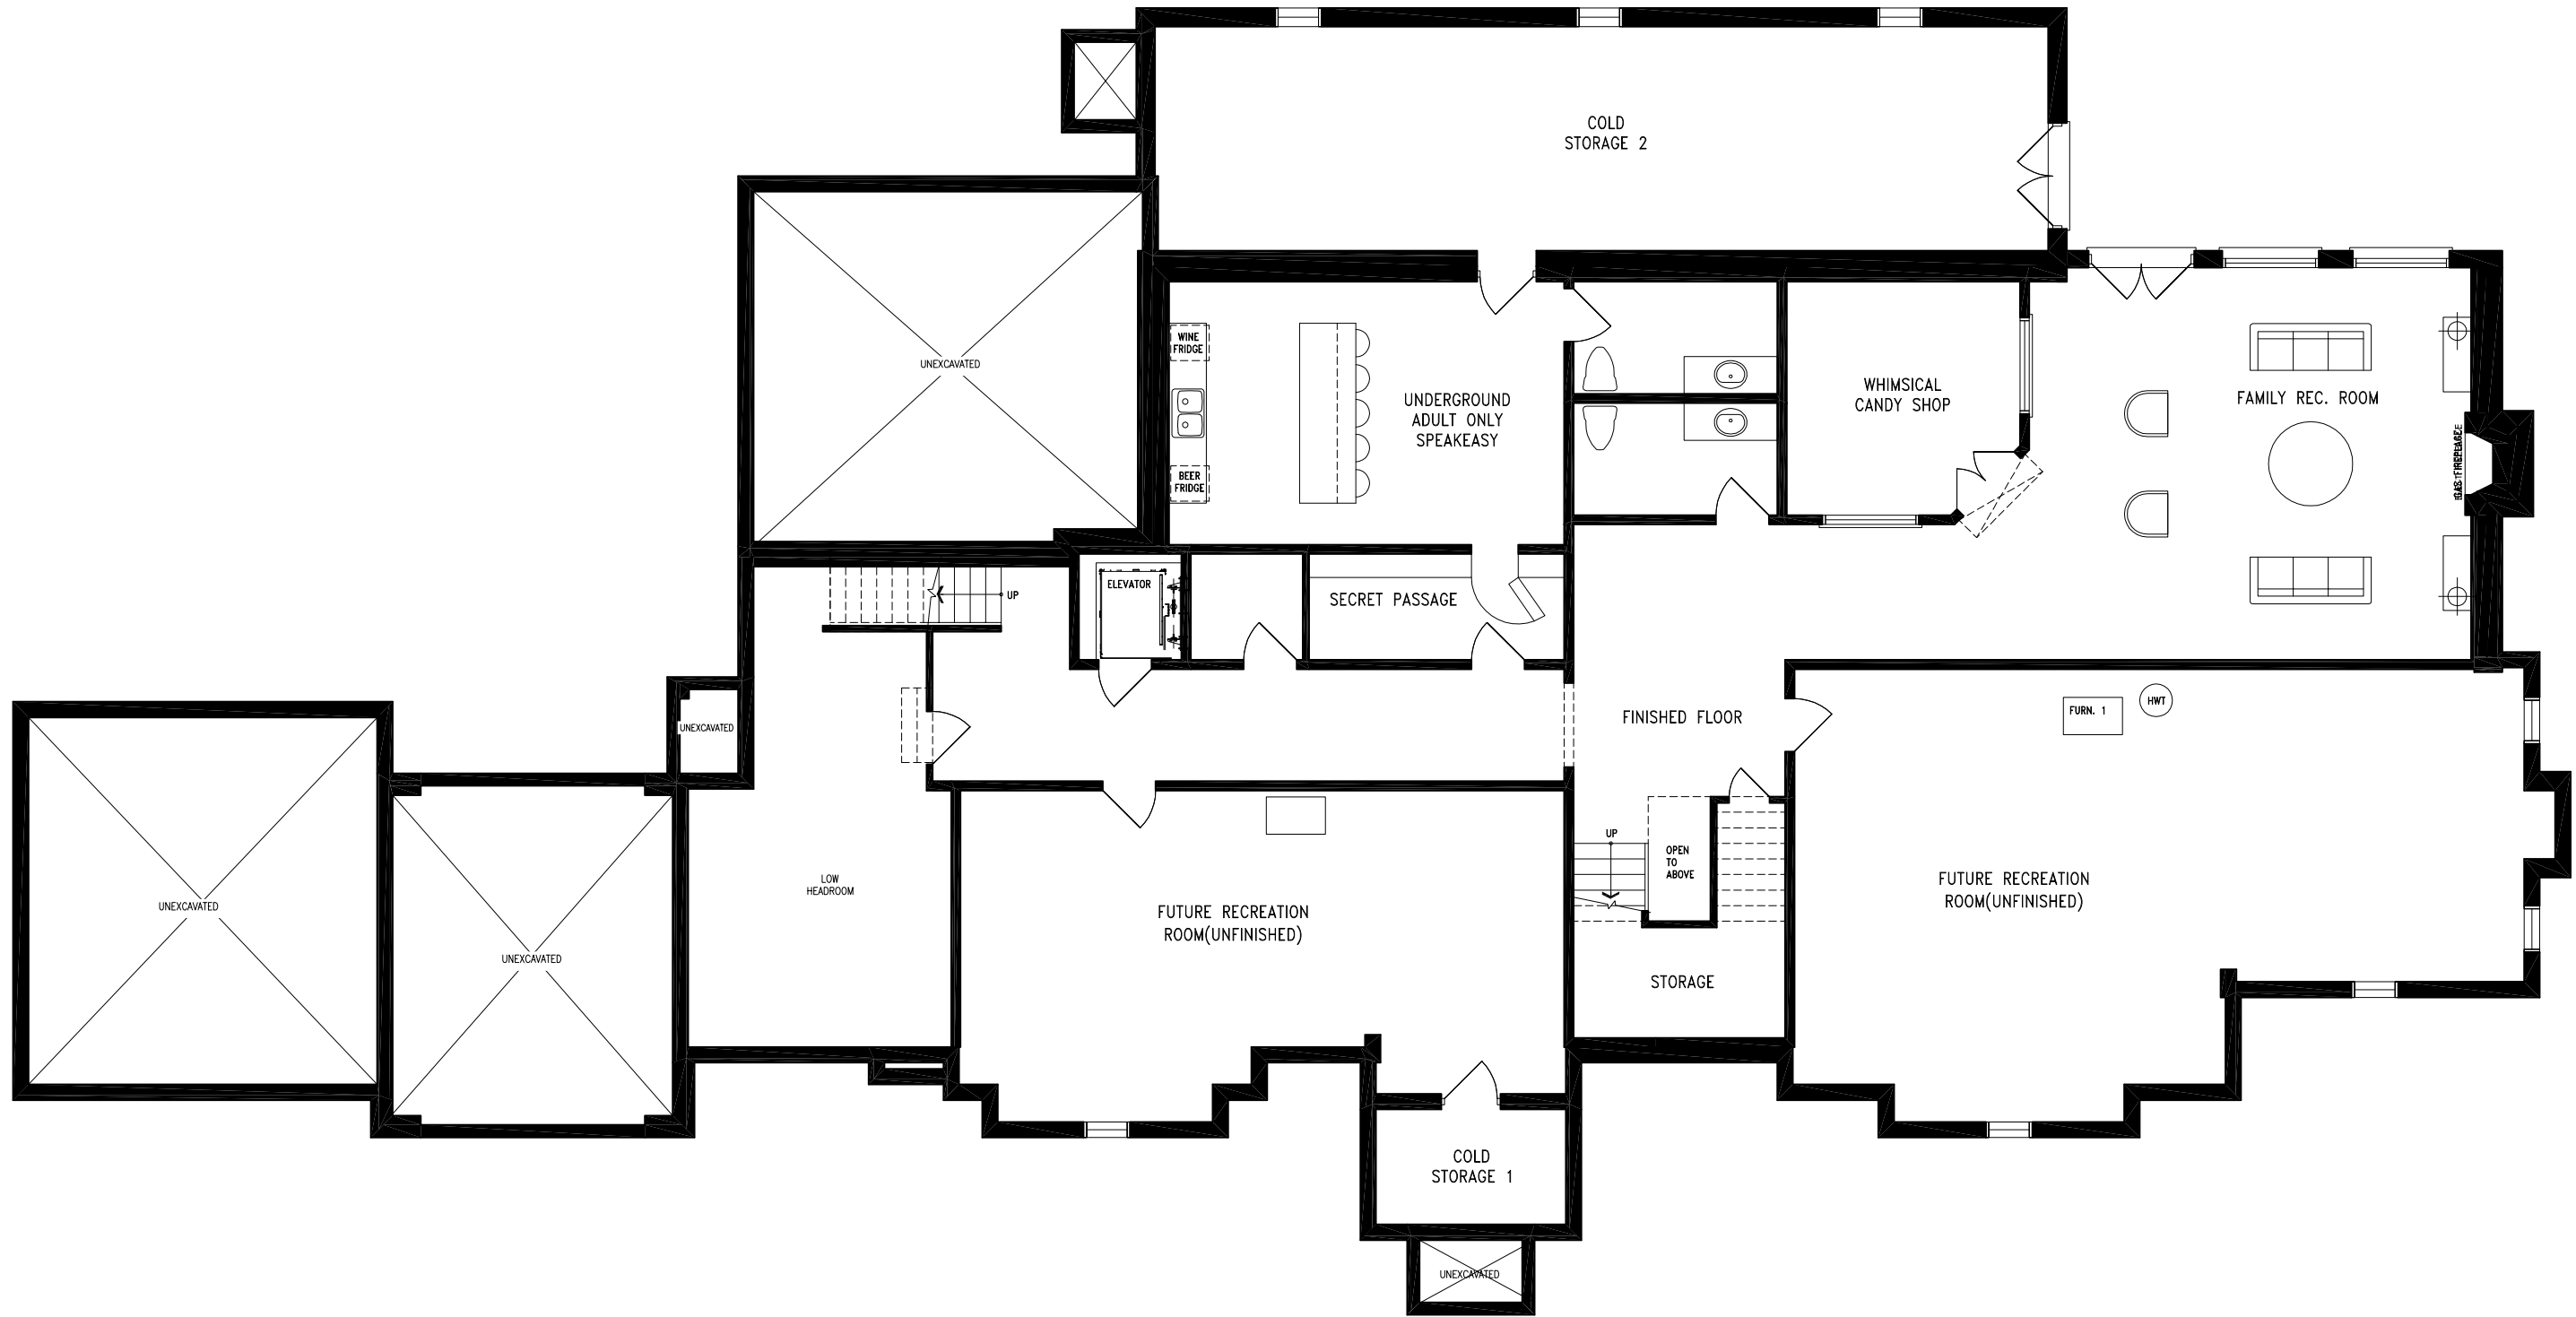 COLD
STORAGE 2
WINE
FRIDGE
UNEXCAVATED
UNDERGROUND
ADULT ONLY
SPEAKEASY
WHIMSICAL
CANDY SHOP
FAMILY REC. ROOM
BEER
FRIDGE
ELEVATOR
UP
SECRET PASSAGE
UNEXCAVATED
FINISHED FLOOR
FURN. 1
HWT
UP
OPEN
TO
ABOVE
LOW
HEADROOM
UNEXCAVATED
UNEXCAVATED
FUTURE RECREATION
ROOM(UNFINISHED)
FUTURE RECREATION
ROOM(UNFINISHED)
STORAGE
COLD
STORAGE 1
UNEXCAVATED